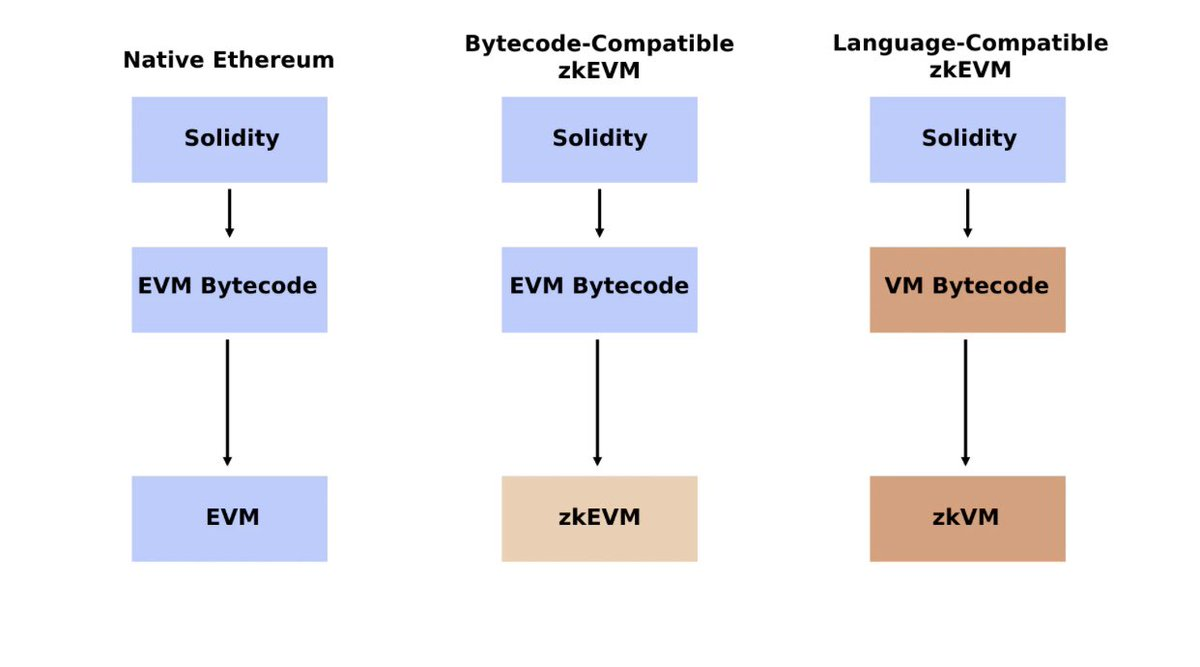 Native Ethereum
Solidity
EVM Bytecode
EVM
Bytecode-Compatible
zkEVM
Solidity
EVM Bytecode
zkEVM
Language-Compatible
zkEVM
Solidity
VM Bytecode
zkVM